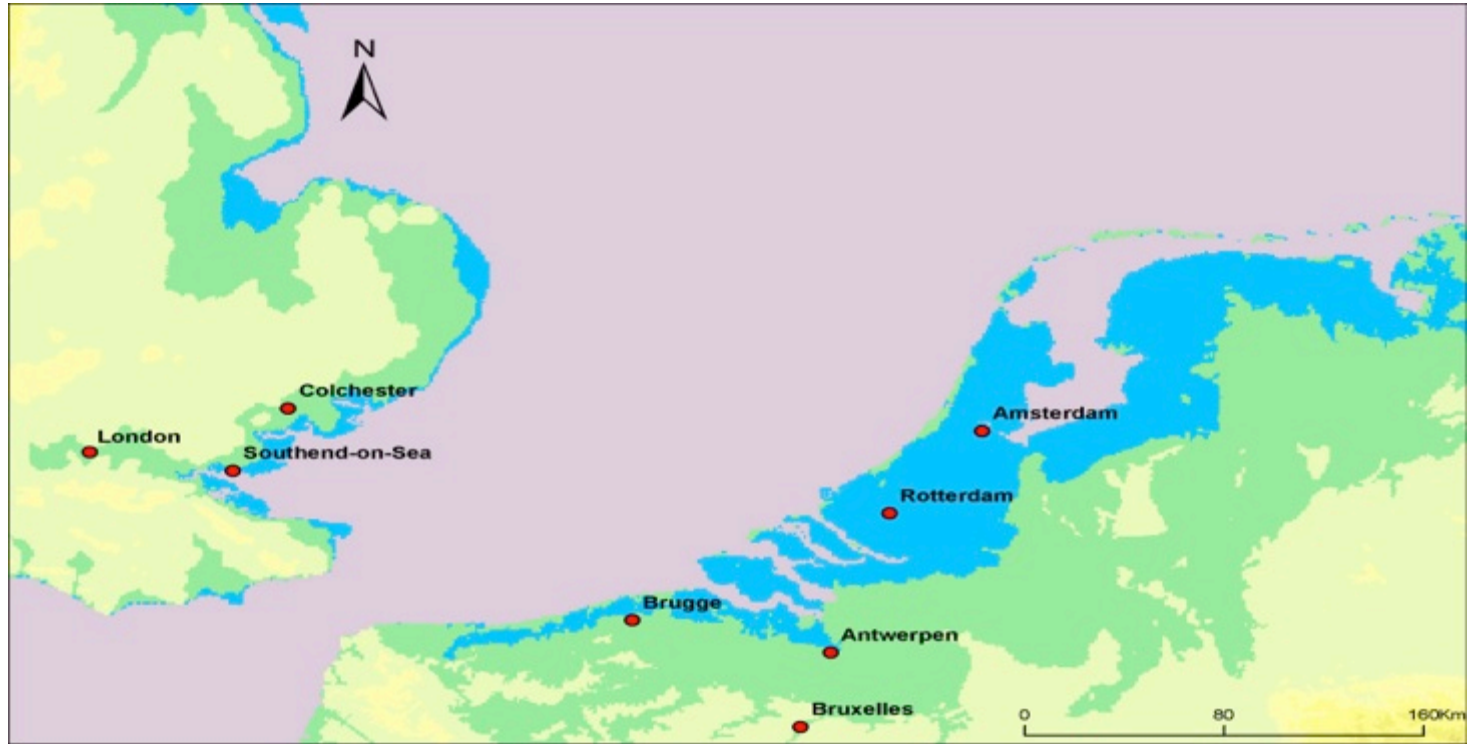 N
Colchester
London
Southend-on-Sea
Amsterdam
Rotterdam
Brugge
Antwerpen
Bruxelles
0 80 160Km